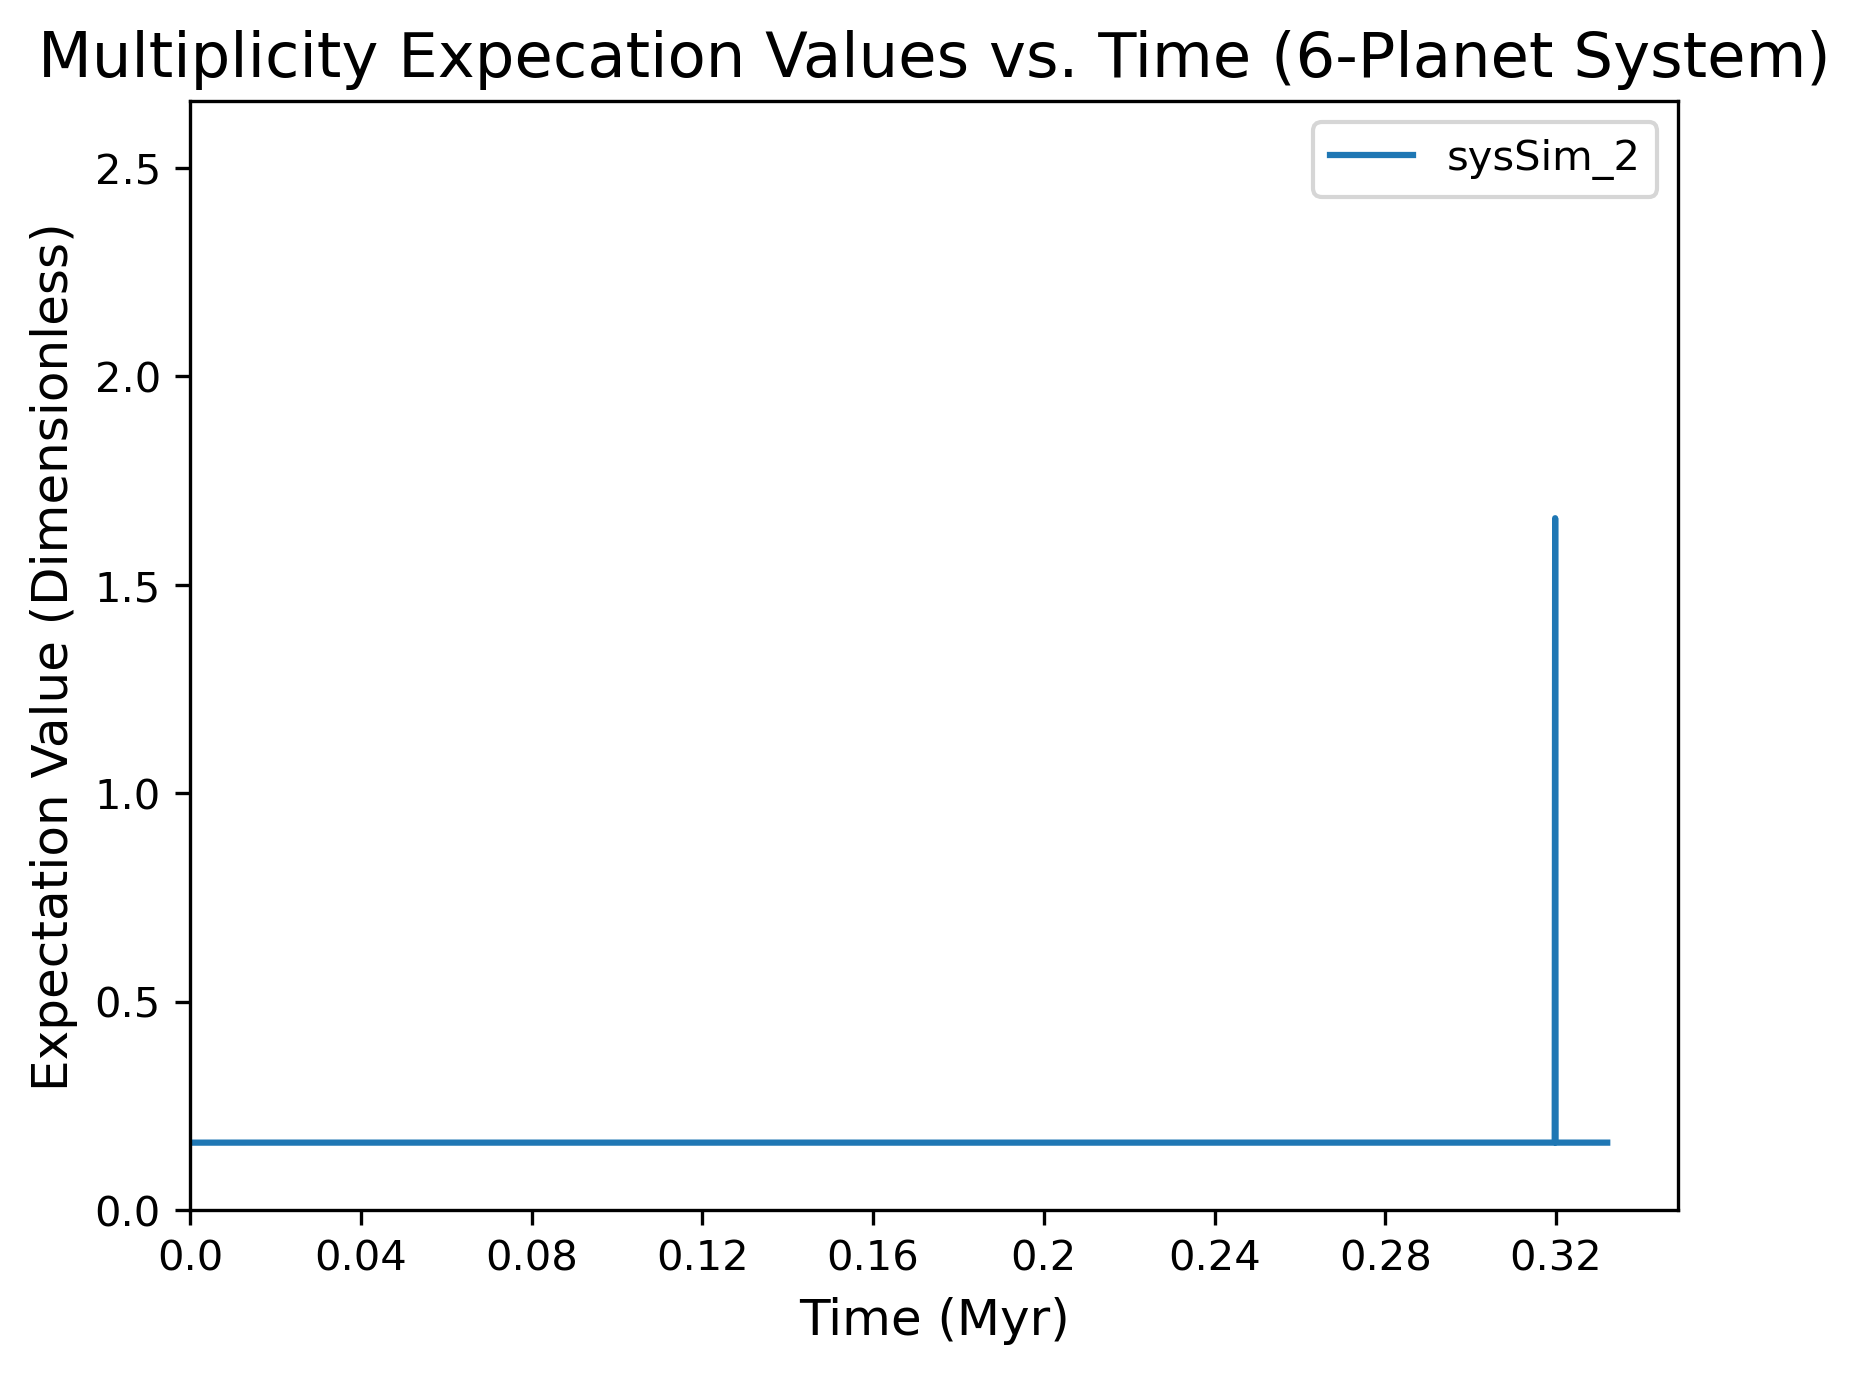 Multiplicity Expecation Values vs. Time (6-Planet System)
sysSim_2
Expectation Value (Dimensionless)
2.5
2.0
1.5
1.0
0.5
0.0
0.0 0.04 0.08 0.12 0.16 0.2 0.24 0.28 0.32
Time (Myr)